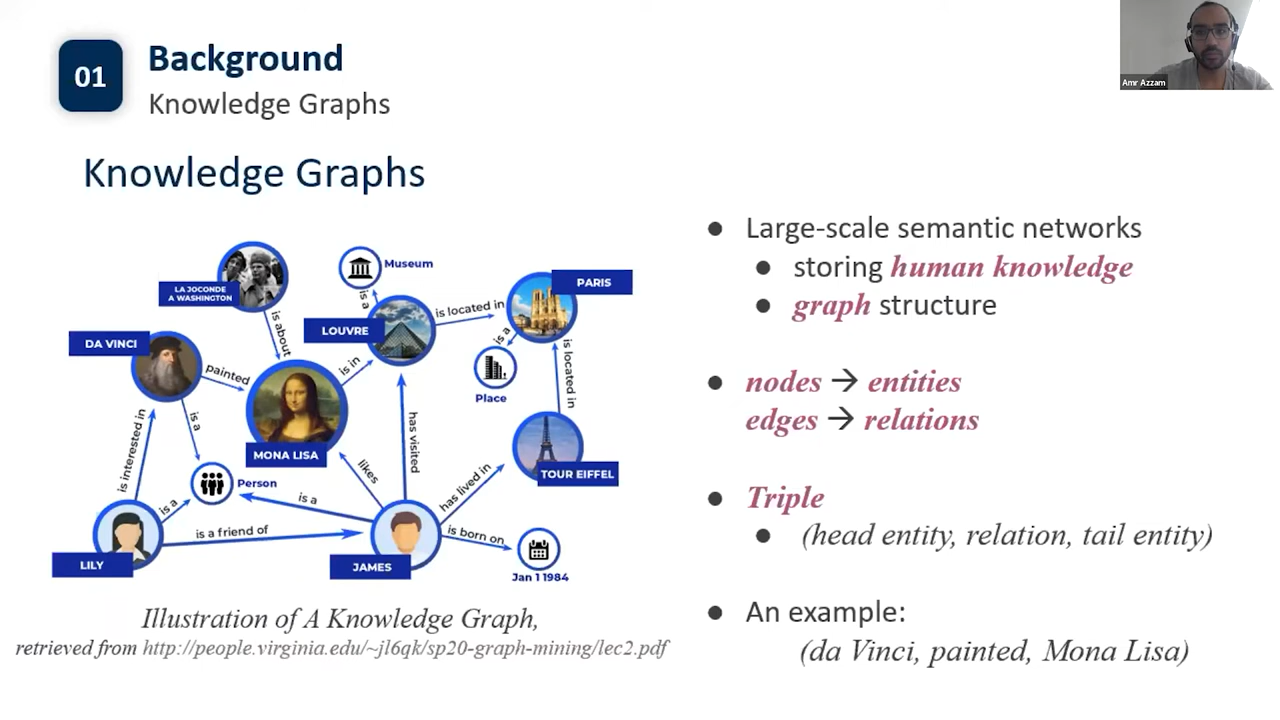 01
Background
Knowledge Graphs
Amr Azzam
Knowledge Graphs
LA JOCONDE
A WASHINGTON
Museum
is a
PARIS
is located in
LOUVRE
DA VINCI
is about
painted
is in
is a
Place
is located in
MONA LISA
is a
is interested in
has visited
likes
TOUR EIFFEL
Person
has lived in
is a
is a
is a friend of
is born on
LILY
JAMES
Jan 1 1984
Illustration of A Knowledge Graph,
retrieved from http://people.virginia.edu/~jl6qk/sp20-graph-mining/lec2.pdf
● Large-scale semantic networks
● storing human knowledge
● graph structure
● nodes → entities
edges → relations
● Triple
● (head entity, relation, tail entity)
● An example:
(da Vinci, painted, Mona Lisa)